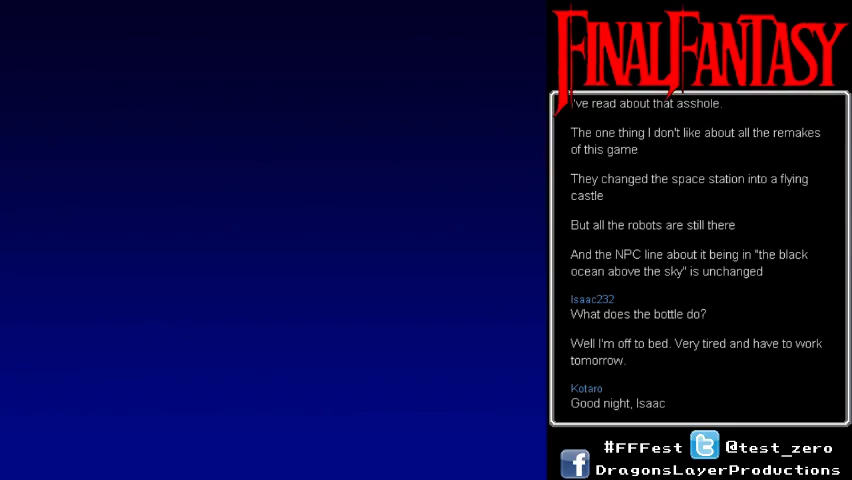 FINAL FANTASY
I've read about that asshole.
The one thing I don't like about all the remakes
of this game
They changed the space station into a flying
castle
But all the robots are still there
And the NPC line about it being in "the black
ocean above the sky" is unchanged
Isaac232
What does the bottle do?
Well I'm off to bed. Very tired and have to work
tomorrow.
Kotaro
Good night, Isaac
#FFFest @test_zero
DragonsLayerProductions